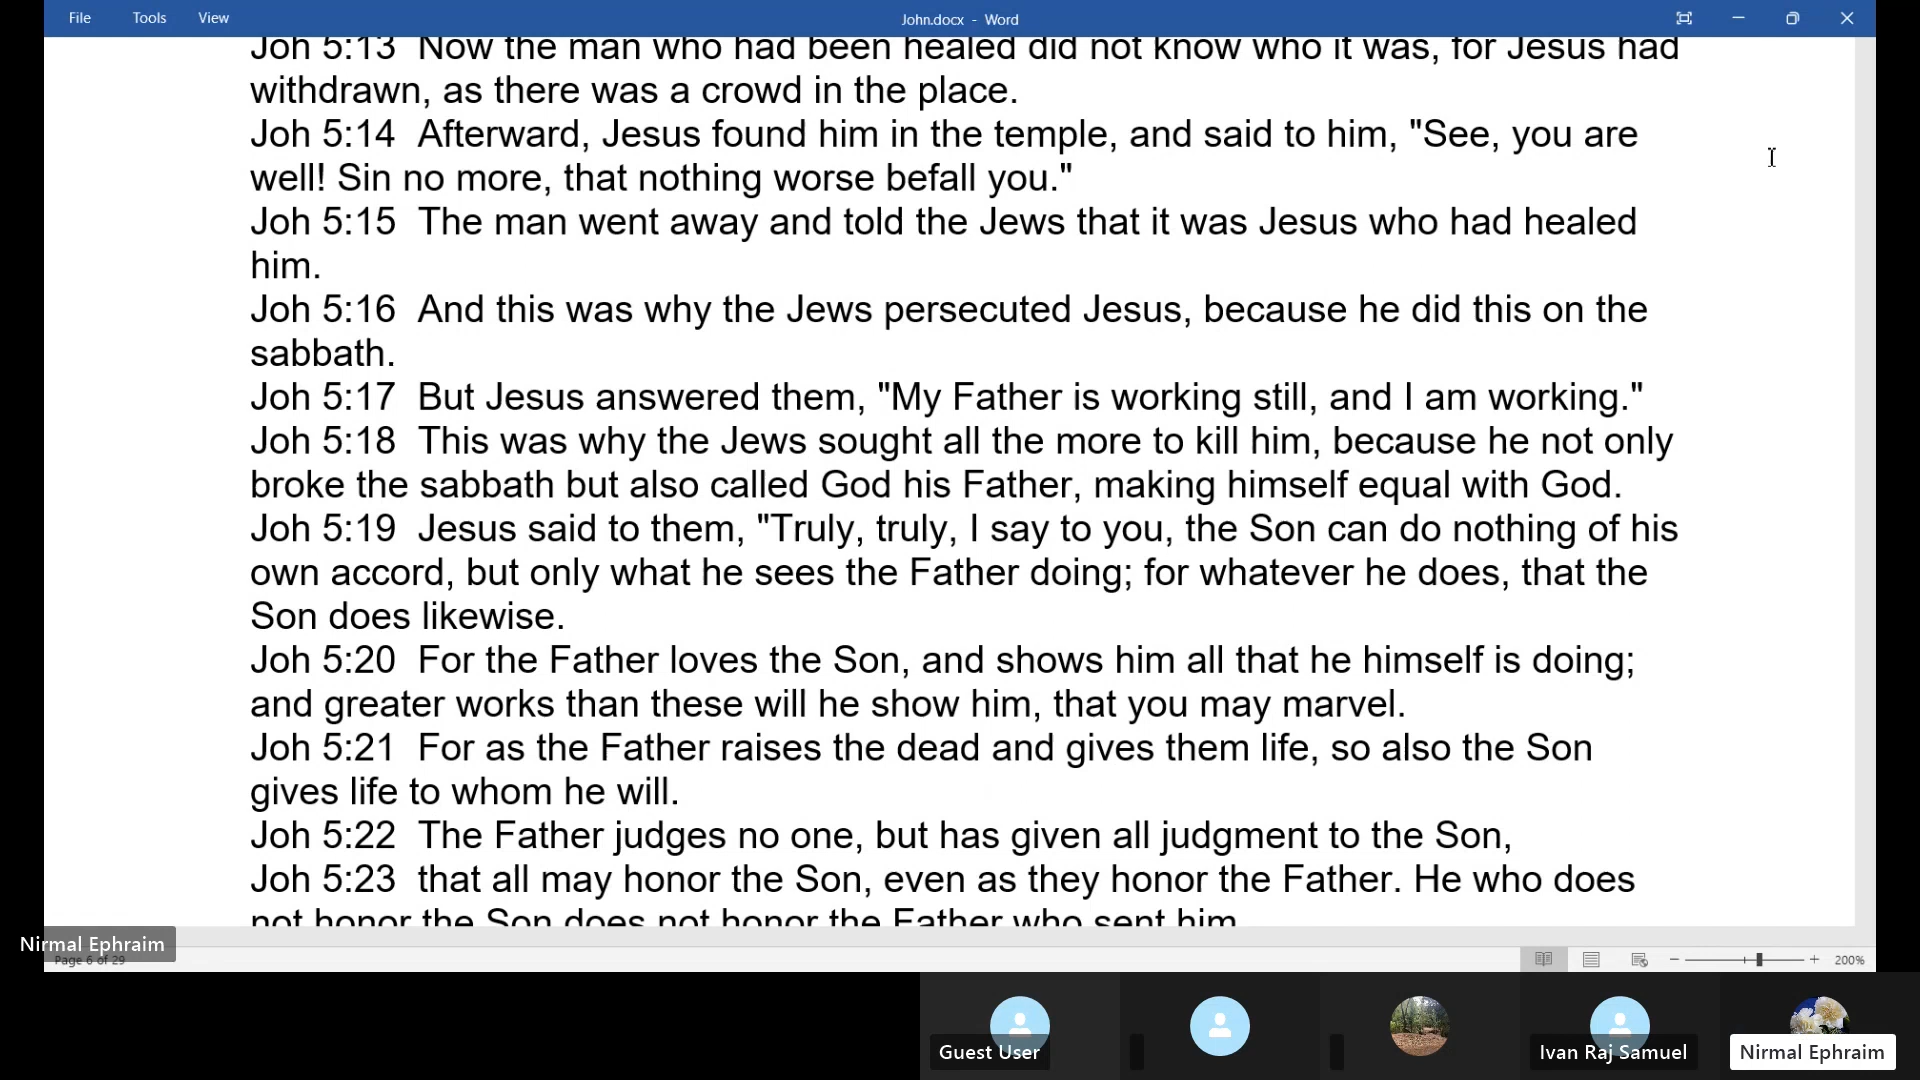 File Tools View John.docx - Word
Joh 5:13 Now the man who had been healed did not know who it was, for Jesus had
withdrawn, as there was a crowd in the place.
Joh 5:14 Afterward, Jesus found him in the temple, and said to him, "See, you are
well! Sin no more, that nothing worse befall you."
Joh 5:15 The man went away and told the Jews that it was Jesus who had healed
him.
Joh 5:16 And this was why the Jews persecuted Jesus, because he did this on the
sabbath.
Joh 5:17 But Jesus answered them, "My Father is working still, and I am working."
Joh 5:18 This was why the Jews sought all the more to kill him, because he not only
broke the sabbath but also called God his Father, making himself equal with God.
Joh 5:19 Jesus said to them, "Truly, truly, I say to you, the Son can do nothing of his
own accord, but only what he sees the Father doing; for whatever he does, that the
Son does likewise.
Joh 5:20 For the Father loves the Son, and shows him all that he himself is doing;
and greater works than these will he show him, that you may marvel.
Joh 5:21 For as the Father raises the dead and gives them life, so also the Son
gives life to whom he will.
Joh 5:22 The Father judges no one, but has given all judgment to the Son,
Joh 5:23 that all may honor the Son, even as they honor the Father. He who does
not honor the Son does not honor the Father who sent him.
Nirmal Ephraim
Page 6 of 29
200%
Guest User
Ivan Raj Samuel
Nirmal Ephraim